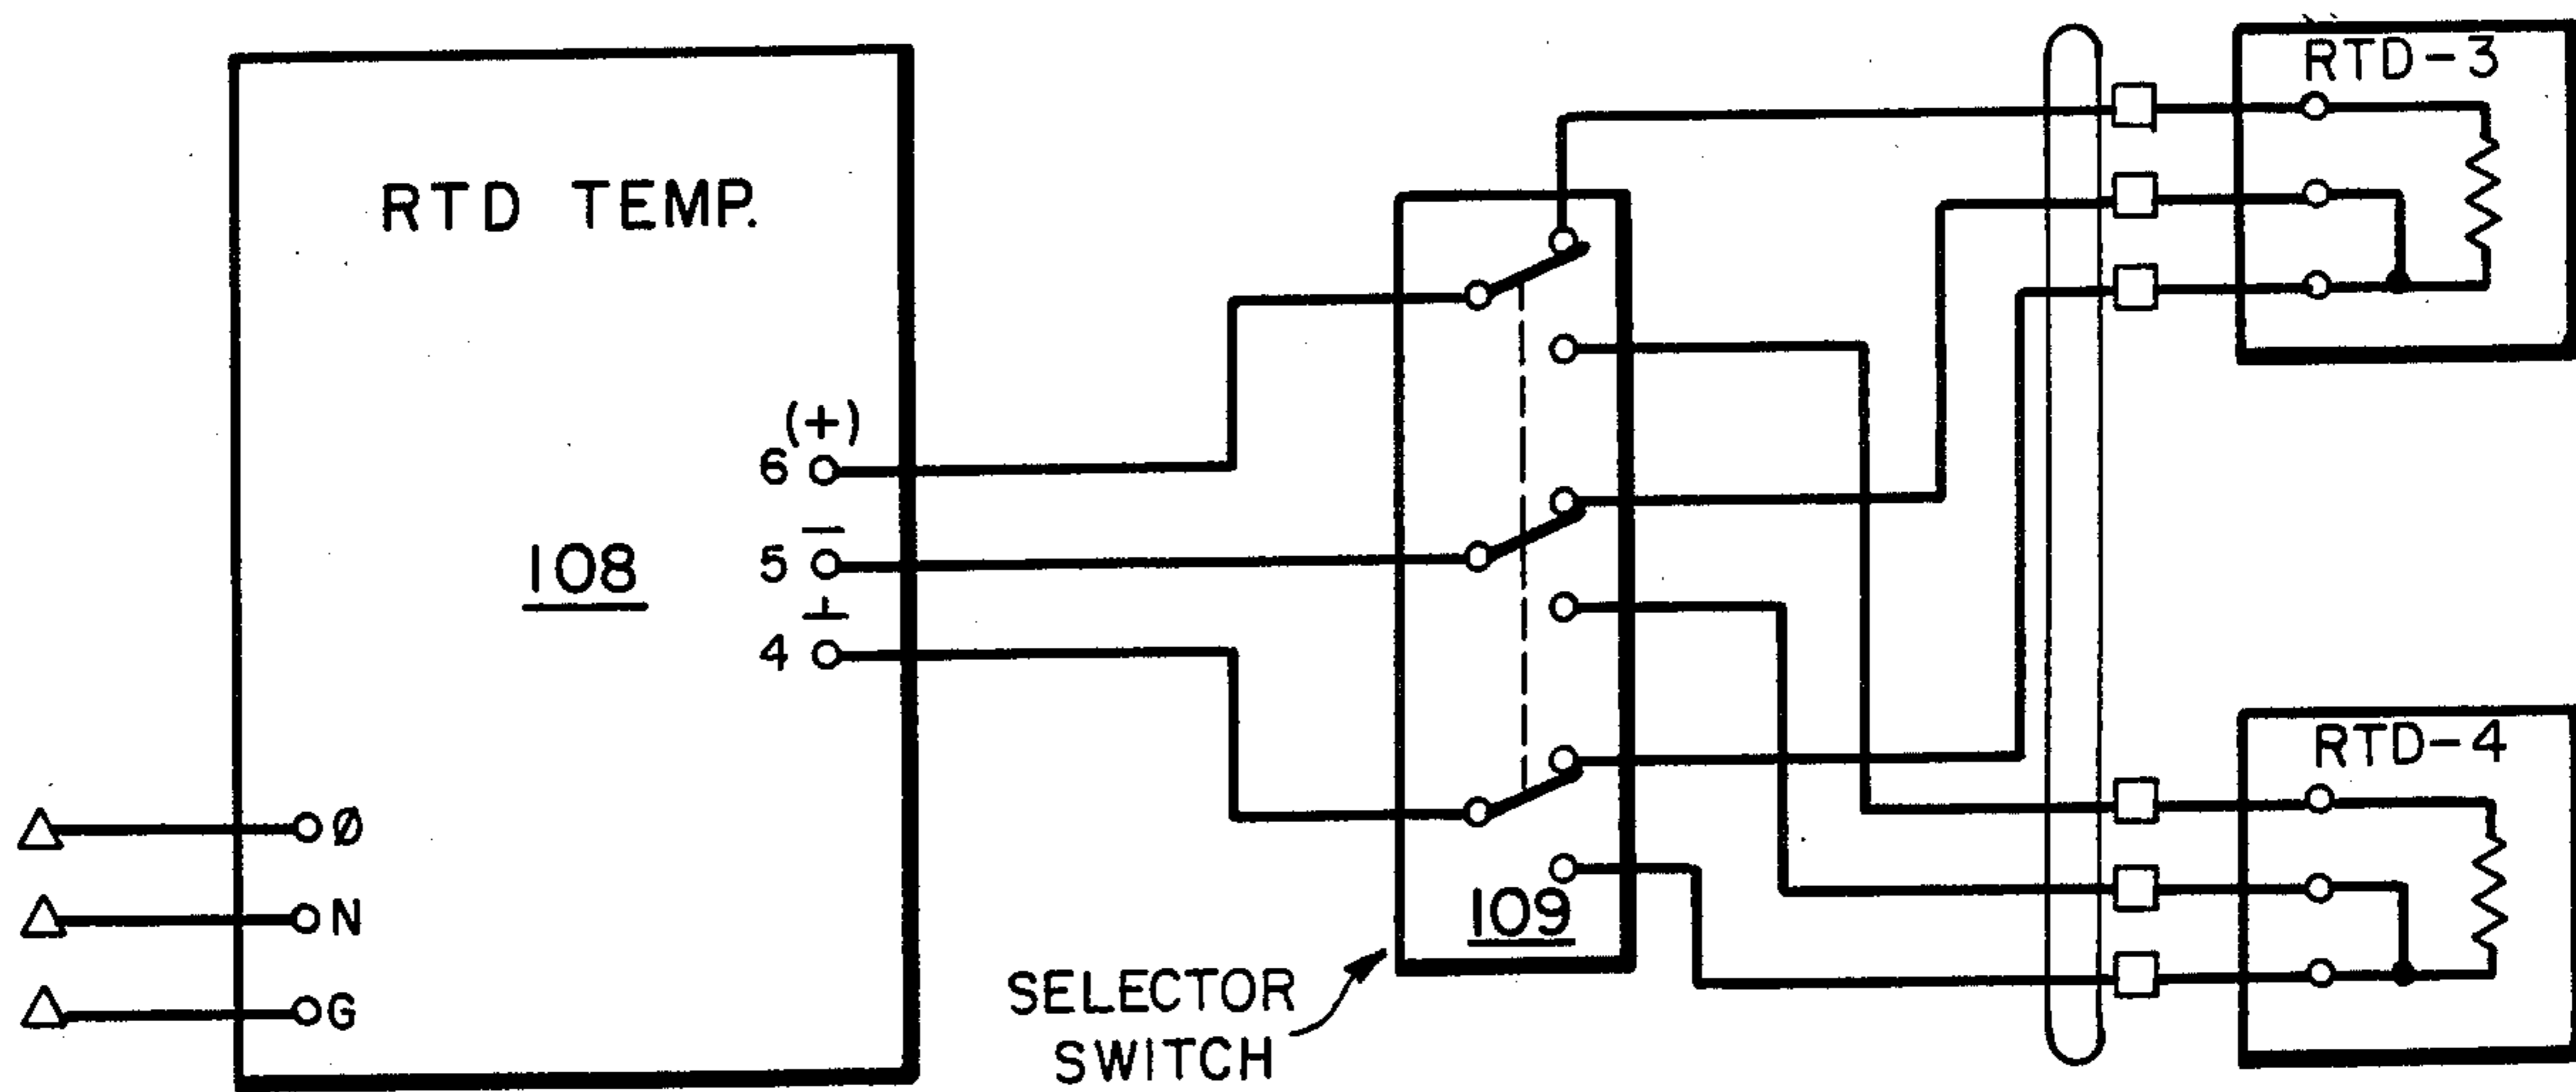 RTD TEMP.
108
(+)
6
−
5
⊥
4
Ø
N
G
109
SELECTOR
SWITCH
RTD-3
RTD-4